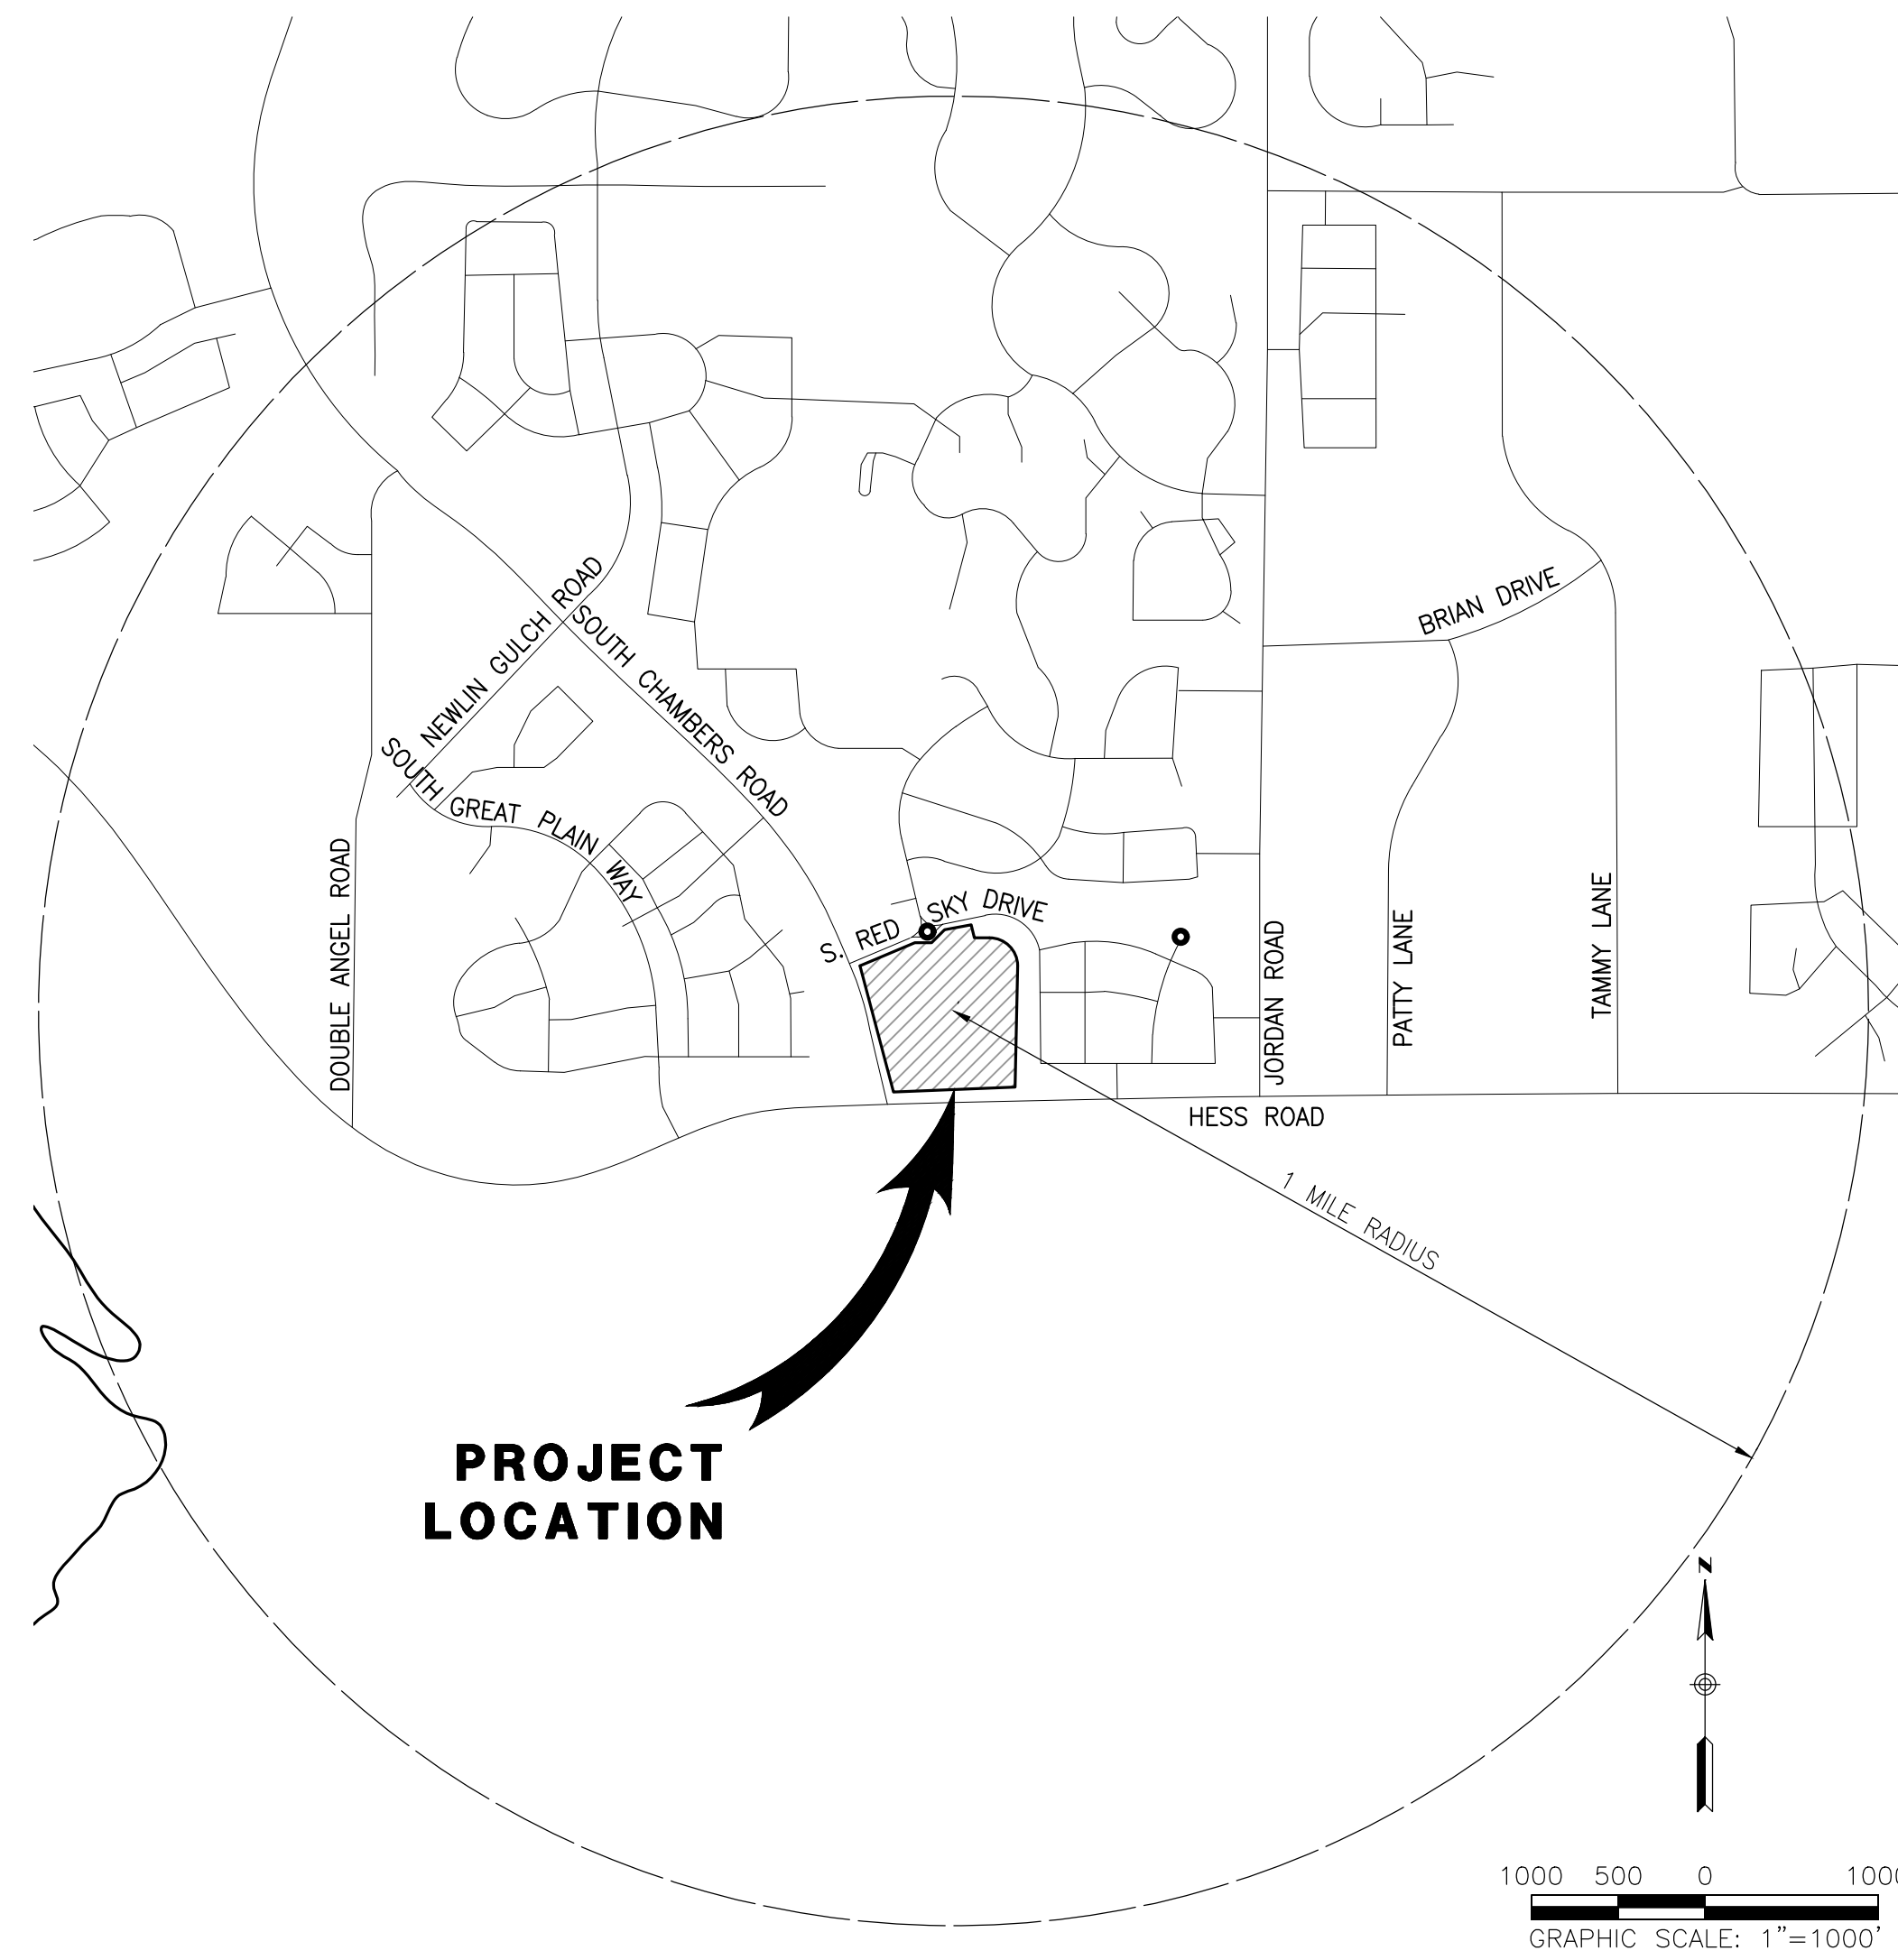 NEWLIN GULCH ROAD
SOUTH CHAMBERS ROAD
BRIAN DRIVE
SOUTH GREAT PLAIN WAY
DOUBLE ANGEL ROAD
S. RED SKY DRIVE
JORDAN ROAD
PATTY LANE
TAMMY LANE
HESS ROAD
1 MILE RADIUS
PROJECT
LOCATION
N
1000 500 0 1000
GRAPHIC SCALE: 1"=1000'